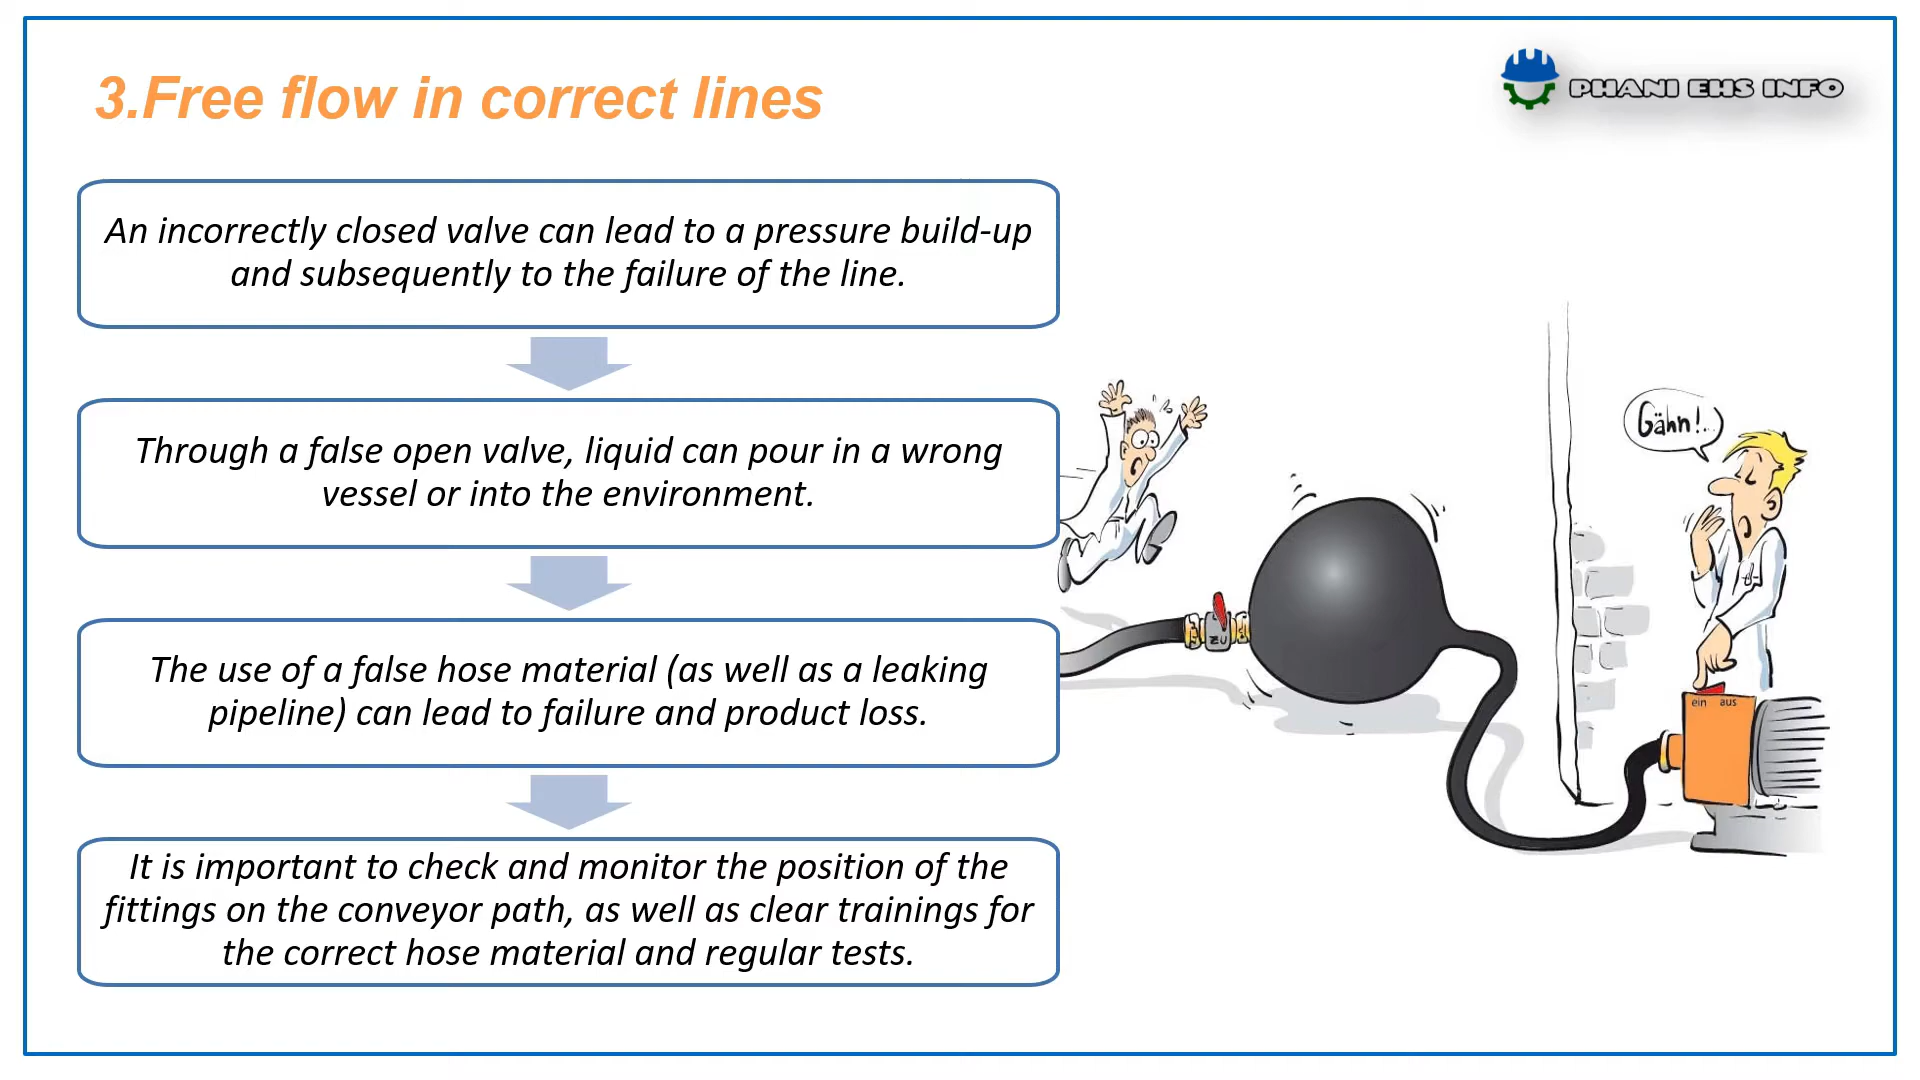 3.Free flow in correct lines
PHANI EHS INFO
An incorrectly closed valve can lead to a pressure build-up
and subsequently to the failure of the line.
Through a false open valve, liquid can pour in a wrong
vessel or into the environment.
The use of a false hose material (as well as a leaking
pipeline) can lead to failure and product loss.
It is important to check and monitor the position of the
fittings on the conveyor path, as well as clear trainings for
the correct hose material and regular tests.
Gähn!..
ZU
ein aus